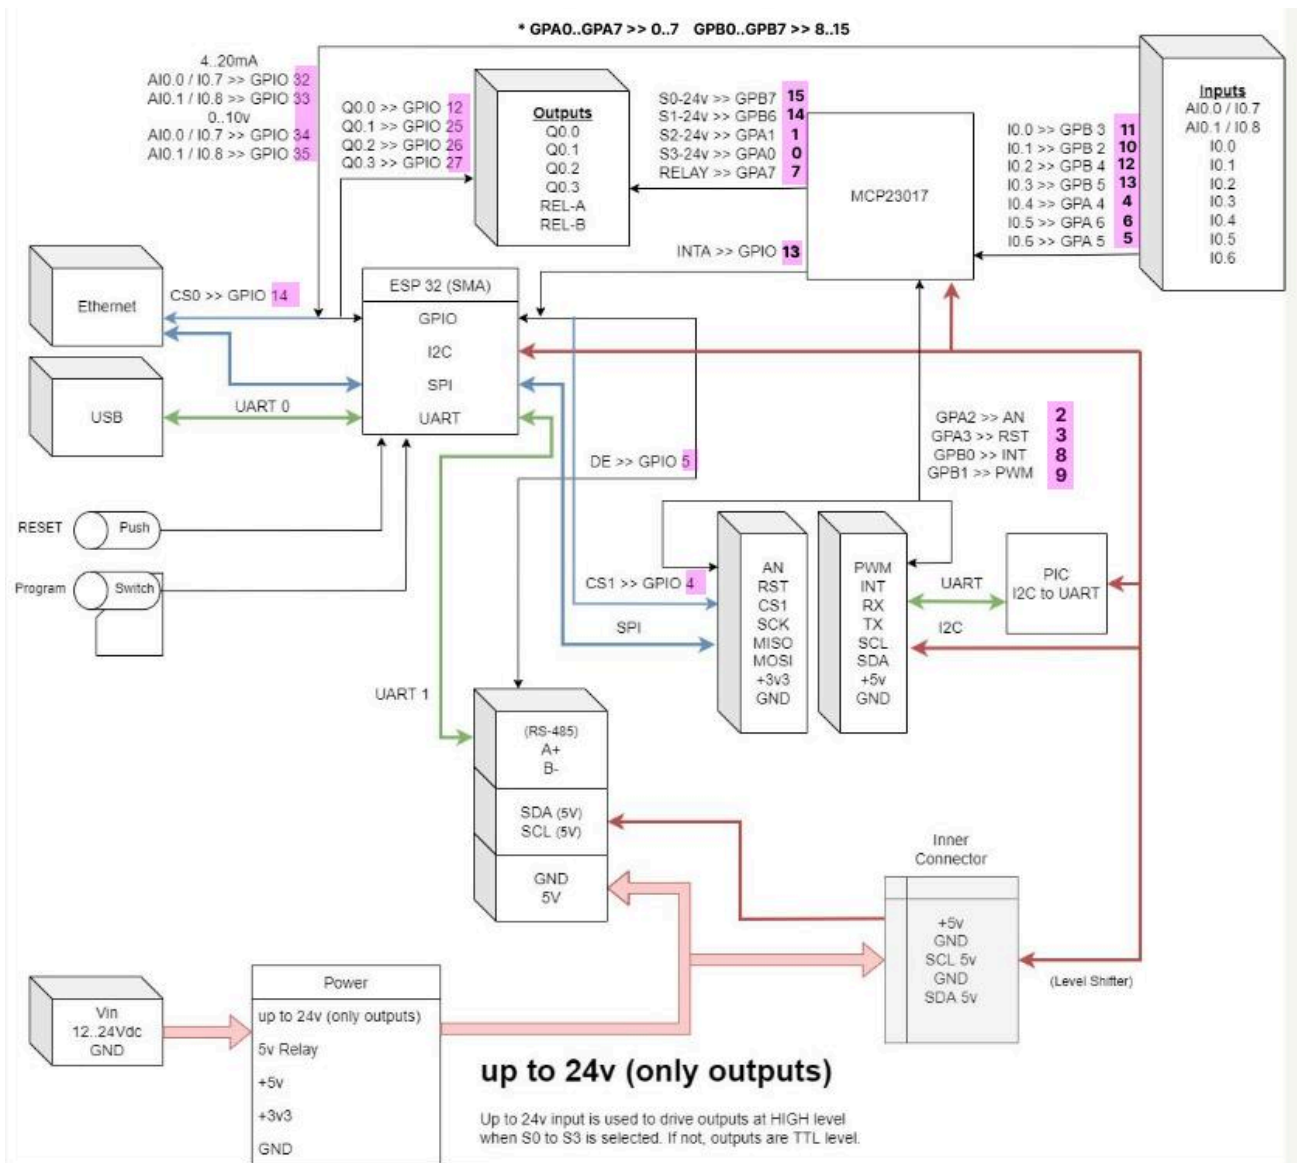 * GPA0..GPA7 >> 0..7 GPB0..GPB7 >> 8..15
4..20mA
AI0.0 / I0.7 >> GPIO 32
AI0.1 / I0.8 >> GPIO 33
0..10v
AI0.0 / I0.7 >> GPIO 34
AI0.1 / I0.8 >> GPIO 35
Q0.0 >> GPIO 12
Q0.1 >> GPIO 25
Q0.2 >> GPIO 26
Q0.3 >> GPIO 27
Outputs
Q0.0
Q0.1
Q0.2
Q0.3
REL-A
REL-B
S0-24v >> GPB7 15
S1-24v >> GPB6 14
S2-24v >> GPA1 1
S3-24v >> GPA0 0
RELAY >> GPA7 7
INTA >> GPIO 13
MCP23017
I0.0 >> GPB 3 11
I0.1 >> GPB 2 10
I0.2 >> GPB 4 12
I0.3 >> GPB 5 13
I0.4 >> GPA 4 4
I0.5 >> GPA 6 6
I0.6 >> GPA 5 5
Inputs
AI0.0 / I0.7
AI0.1 / I0.8
I0.0
I0.1
I0.2
I0.3
I0.4
I0.5
I0.6
Ethernet
CS0 >> GPIO 14
ESP 32 (SMA)
GPIO
I2C
SPI
UART
USB
UART 0
RESET
Push
Program
Switch
DE >> GPIO 5
GPA2 >> AN 2
GPA3 >> RST 3
GPB0 >> INT 8
GPB1 >> PWM 9
CS1 >> GPIO 4
SPI
AN
RST
CS1
SCK
MISO
MOSI
+3v3
GND
PWM
INT
RX
TX
SCL
SDA
+5v
GND
UART
I2C
PIC
I2C to UART
UART 1
(RS-485)
A+
B-
SDA (5V)
SCL (5V)
GND
5V
Inner
Connector
+5v
GND
SCL 5v
GND
SDA 5v
(Level Shifter)
Vin
12..24Vdc
GND
Power
up to 24v (only outputs)
5v Relay
+5v
+3v3
GND
up to 24v (only outputs)
Up to 24v input is used to drive outputs at HIGH level
when S0 to S3 is selected. If not, outputs are TTL level.